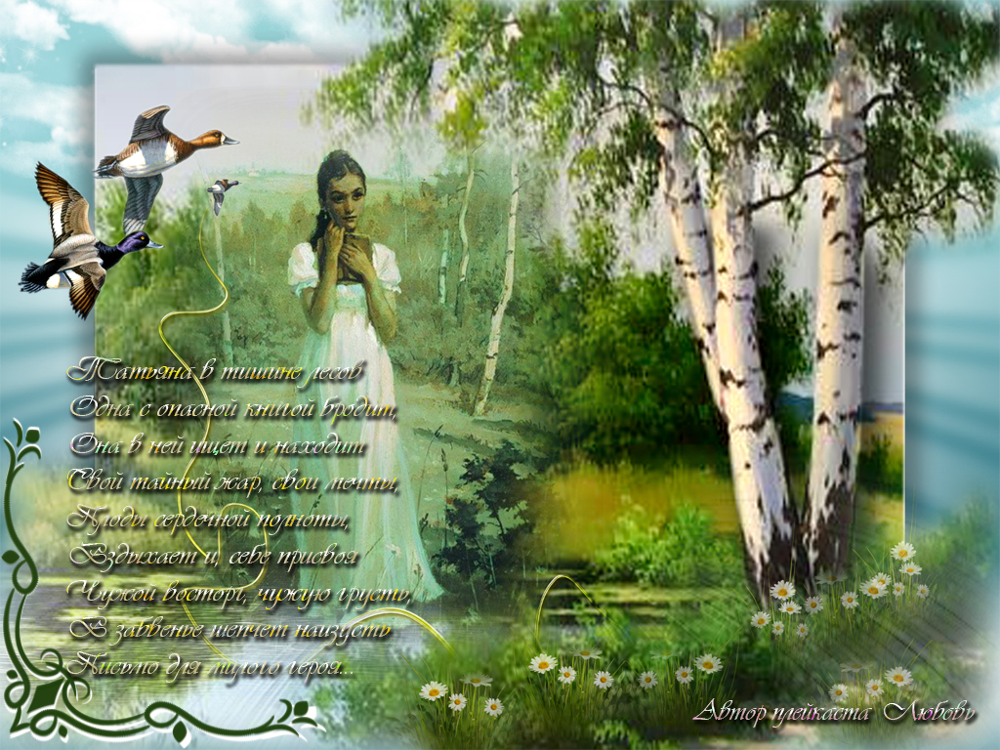 Татьяна в тишине лесов
Одна с опасной книгой бродит,
Она в ней ищет и находит
Свой тайный жар, свои мечты,
Плоды сердечной полноты,
Вздыхает и, себе присвоя
Чужой восторг, чужую грусть,
В забвенье шепчет наизусть
Письмо для милого героя...
Автор плейкаста Любовь